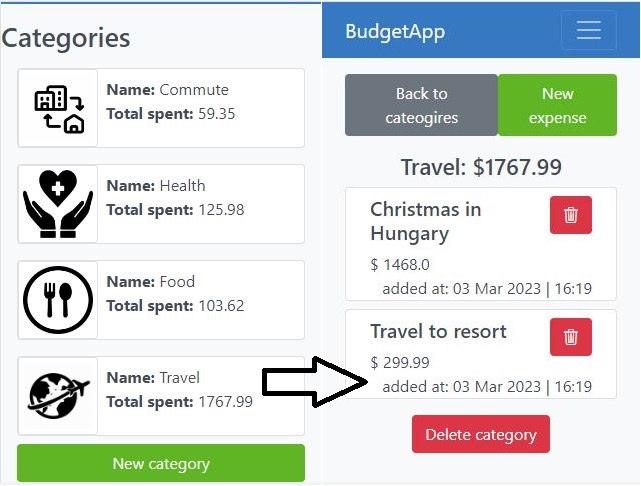 Categories
Name: Commute
Total spent: 59.35
Name: Health
Total spent: 125.98
Name: Food
Total spent: 103.62
Name: Travel
Total spent: 1767.99
New category
BudgetApp
Back to
cateogires
New
expense
Travel: $1767.99
Christmas in
Hungary
$ 1468.0
added at: 03 Mar 2023 | 16:19
Travel to resort
$ 299.99
added at: 03 Mar 2023 | 16:19
Delete category